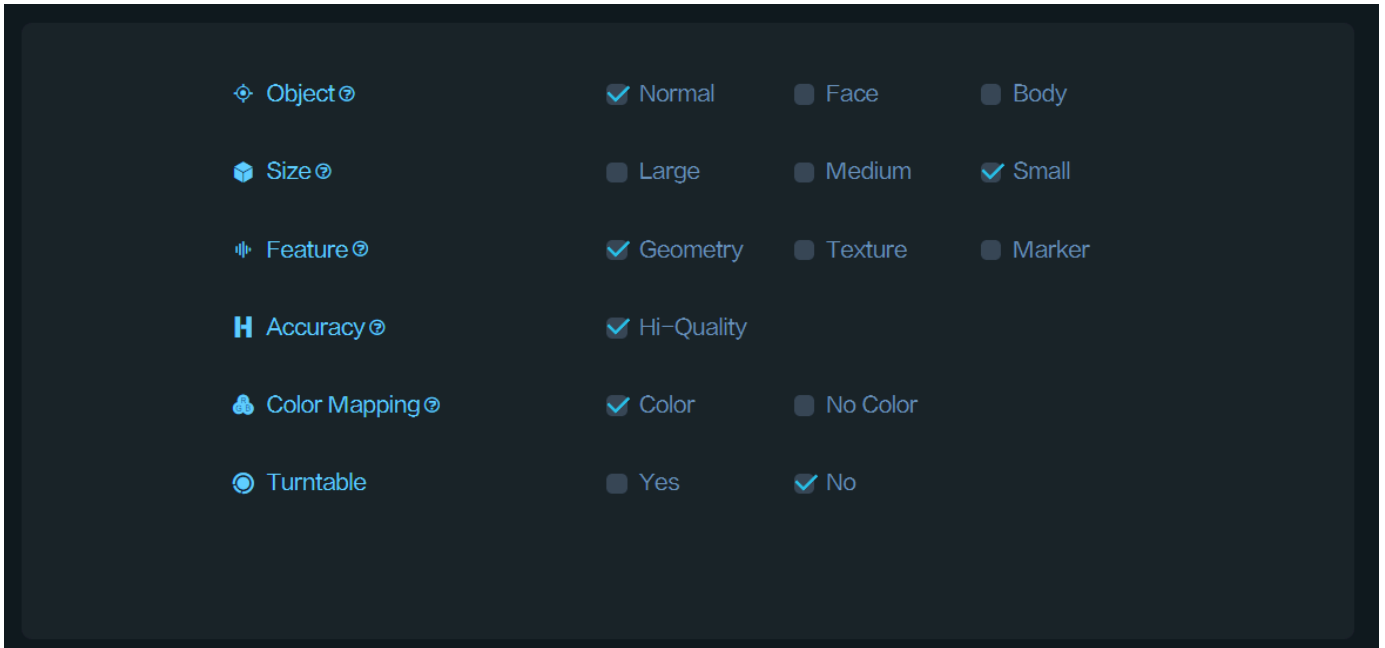 Object ? Normal Face Body
Size ? Large Medium Small
Feature ? Geometry Texture Marker
Accuracy ? Hi-Quality
Color Mapping ? Color No Color
Turntable Yes No